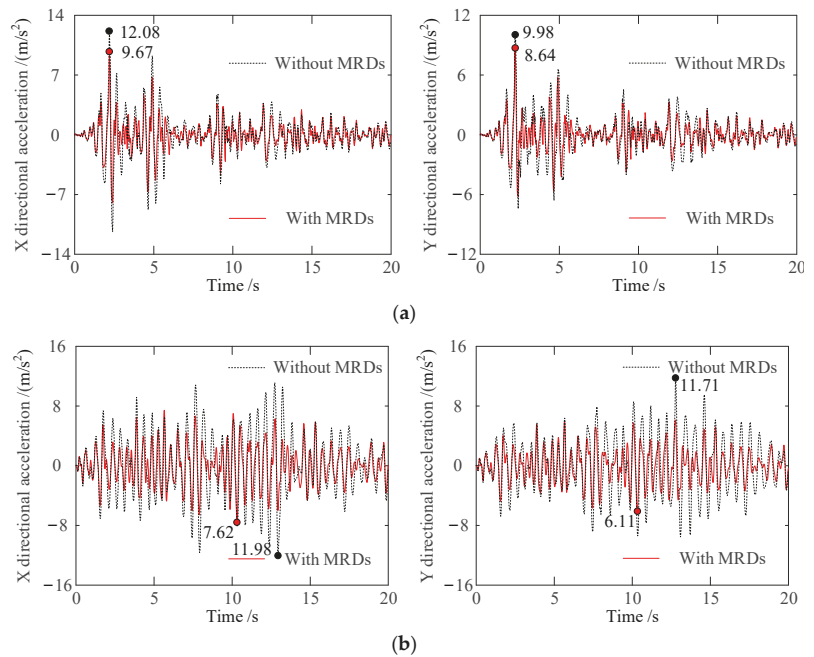 X directional acceleration /(m/s²)
14
7
0
−7
−14
12.08
9.67
Without MRDs
With MRDs
0 5 10 15 20
Time /s
Y directional acceleration /(m/s²)
12
6
0
−6
−12
9.98
8.64
Without MRDs
With MRDs
0 5 10 15 20
Time /s
(a)
X directional acceleration /(m/s²)
16
8
0
−8
−16
Without MRDs
7.62
11.98
With MRDs
0 5 10 15 20
Time /s
Y directional acceleration /(m/s²)
16
8
0
−8
−16
Without MRDs
11.71
6.11
With MRDs
0 5 10 15 20
Time /s
(b)